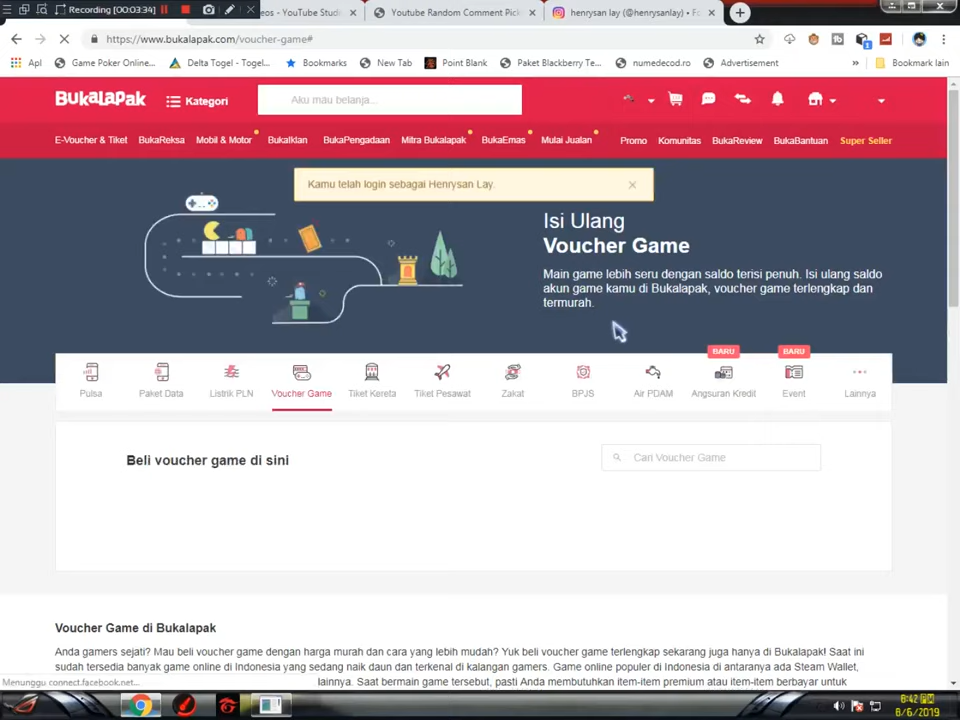 Recording [00:03:34]
eos - YouTube Studi
Youtube Random Comment Pick
henrysan lay (@henrysanlay) • Fo
https://www.bukalapak.com/voucher-game#
Apl
Game Poker Onlinc...
Delta Togel - Togel...
Bookmarks
New Tab
Point Blank
Paket Blackberry Te...
numedecod.ro
Advertisement
»
Bookmark lain
BukaLapak
Kategori
Aku mau belanja...
E-Voucher & Tiket
BukaReksa
Mobil & Motor
BukaIklan
BukaPengadaan
Mitra Bukalapak
BukaEmas
Mulai Jualan
Promo
Komunitas
BukaReview
BukaBantuan
Super Seller
Kamu telah login sebagai Henrysan Lay.
Isi Ulang
Voucher Game
Main game lebih seru dengan saldo terisi penuh. Isi ulang saldo
akun game kamu di Bukalapak, voucher game terlengkap dan
termurah.
BARU
BARU
Pulsa
Paket Data
Listrik PLN
Voucher Game
Tiket Kereta
Tiket Pesawat
Zakat
BPJS
Air PDAM
Angsuran Kredit
Event
Lainnya
Beli voucher game di sini
Cari Voucher Game
Voucher Game di Bukalapak
Anda gamers sejati? Mau beli voucher game dengan harga murah dan cara yang lebih mudah? Yuk beli voucher game terlengkap sekarang juga hanya di Bukalapak! Saat ini
sudah tersedia banyak game online di Indonesia yang sedang naik daun dan terkenal di kalangan gamers. Game online populer di Indonesia di antaranya ada Steam Wallet,
lainnya. Saat bermain game tersebut, pasti Anda membutuhkan item-item premium atau item-item berbayar untuk
Menunggu connect.facebook.net...
8:42 PM
8/6/2019